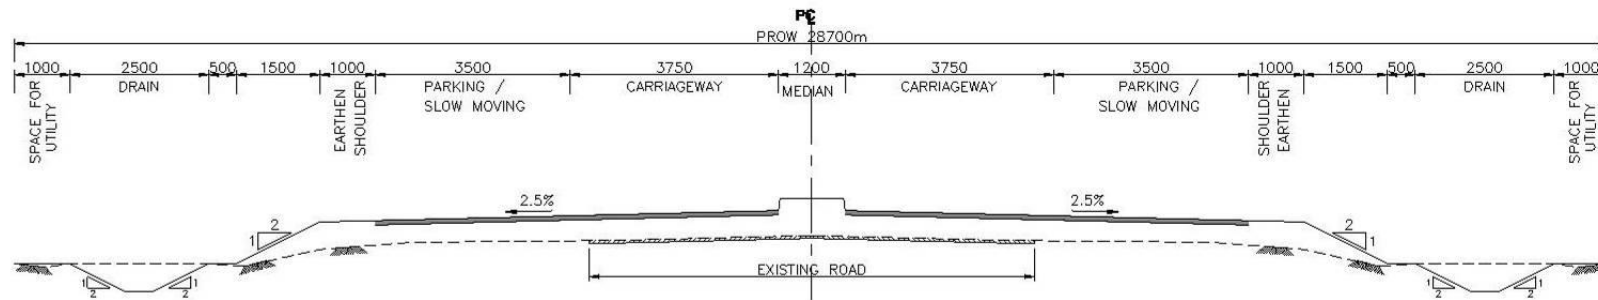 P℄
PROW 28700m
1000 2500 500 1500 1000 3500 3750 1200 3750 3500 1000 1500 500 2500 1000
SPACE FOR UTILITY
DRAIN
EARTHEN SHOULDER
PARKING /
SLOW MOVING
CARRIAGEWAY
MEDIAN
CARRIAGEWAY
PARKING /
SLOW MOVING
SHOULDER EARTHEN
DRAIN
SPACE FOR UTILITY
2.5%
2.5%
2
1
2
1
EXISTING ROAD
1
2
1
2
1
2
1
2